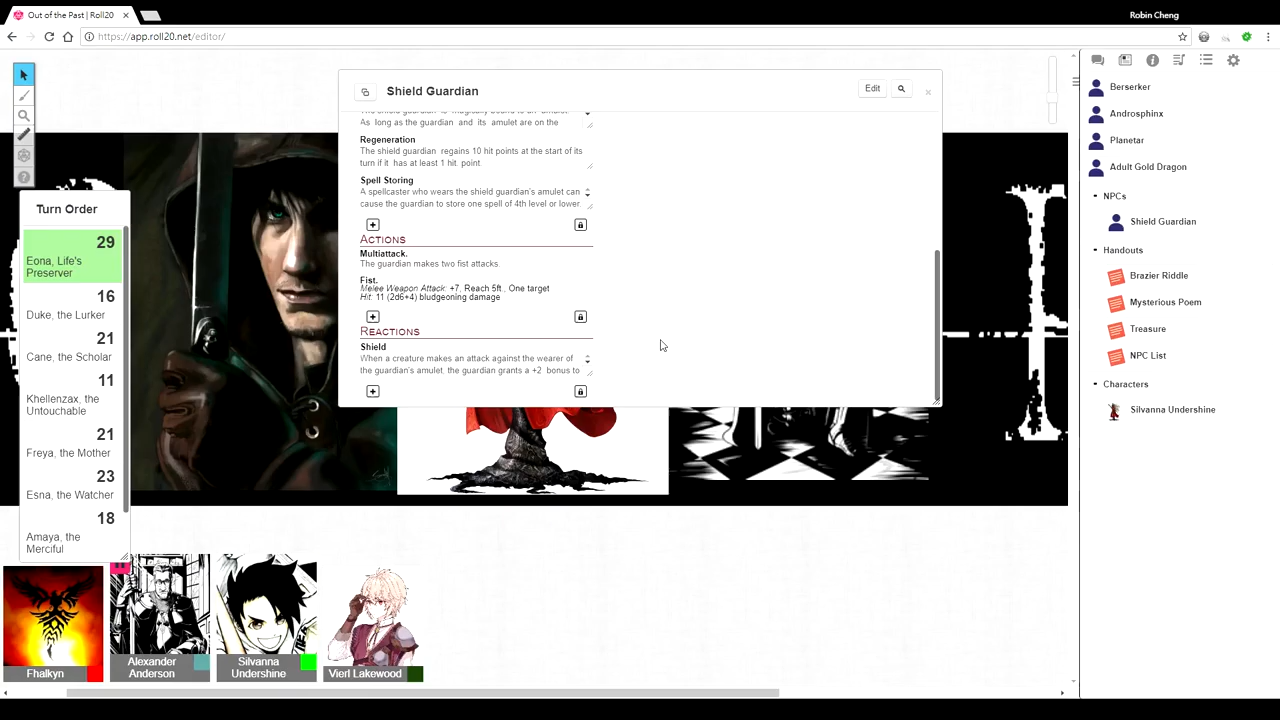 Out of the Past | Roll20
Robin Cheng
https://app.roll20.net/editor/
Shield Guardian
Edit
As long as the guardian and its amulet are on the
Regeneration
The shield guardian regains 10 hit points at the start of its
turn if it has at least 1 hit point.
Spell Storing
A spellcaster who wears the shield guardian's amulet can
cause the guardian to store one spell of 4th level or lower.
Actions
Multiattack.
The guardian makes two fist attacks.
Fist.
Melee Weapon Attack: +7, Reach 5ft., One target
Hit: 11 (2d6+4) bludgeoning damage
Reactions
Shield
When a creature makes an attack against the wearer of
the guardian's amulet, the guardian grants a +2 bonus to
Turn Order
29
Eona, Life's
Preserver
16
Duke, the Lurker
21
Cane, the Scholar
11
Khellenzax, the
Untouchable
21
Freya, the Mother
23
Esna, the Watcher
18
Amaya, the
Merciful
Fhalkyn
Alexander
Anderson
Silvanna
Undershine
Vierl Lakewood
Berserker
Androsphinx
Planetar
Adult Gold Dragon
NPCs
Shield Guardian
Handouts
Brazier Riddle
Mysterious Poem
Treasure
NPC List
Characters
Silvanna Undershine